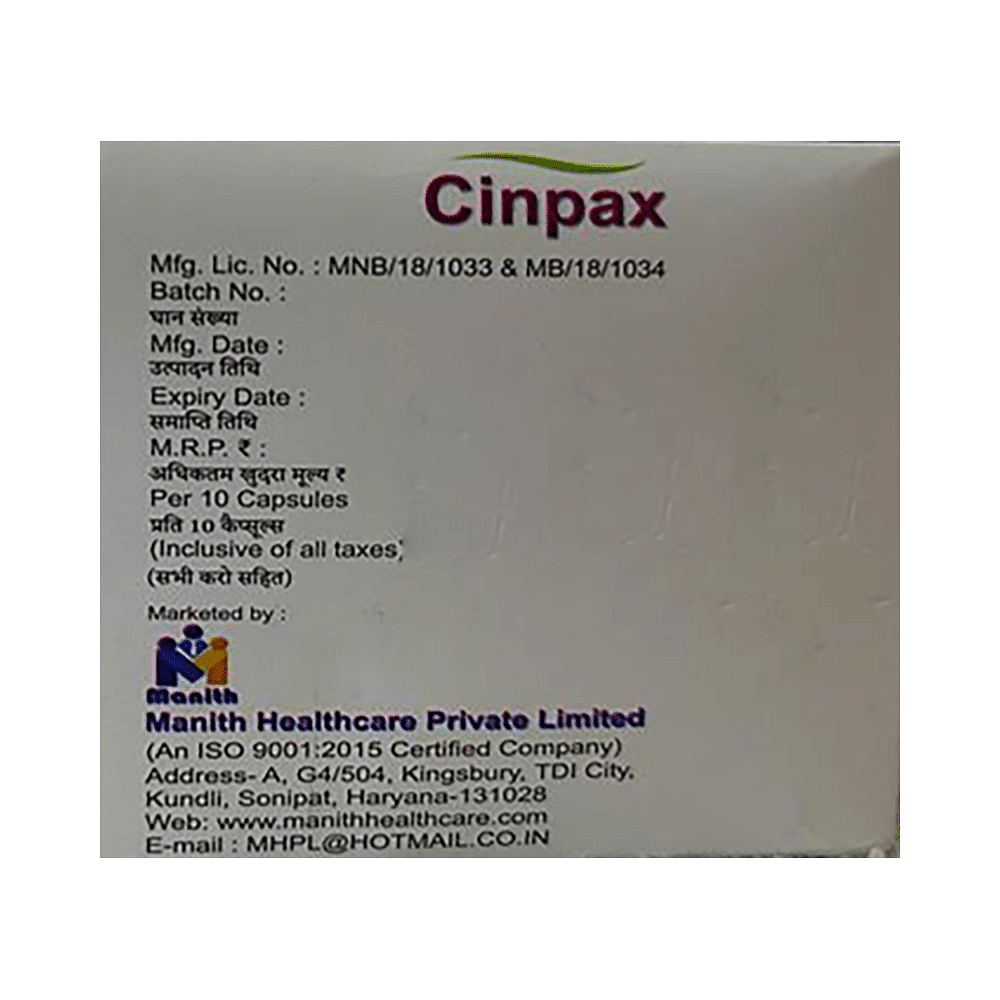 Cinpax
Mfg. Lic. No. : MNB/18/1033 & MB/18/1034
Batch No. :
घान संख्या
Mfg. Date :
उत्पादन तिथि
Expiry Date :
समाप्ति तिथि
M.R.P. ₹ :
अधिकतम खुदरा मूल्य ₹
Per 10 Capsules
प्रति 10 कैप्सूल्स
(Inclusive of all taxes)
(सभी करो सहित)
Marketed by :
Manith
Manith Healthcare Private Limited
(An ISO 9001:2015 Certified Company)
Address- A, G4/504, Kingsbury, TDI City,
Kundli, Sonipat, Haryana-131028
Web: www.manithhealthcare.com
E-mail : MHPL@HOTMAIL.CO.IN